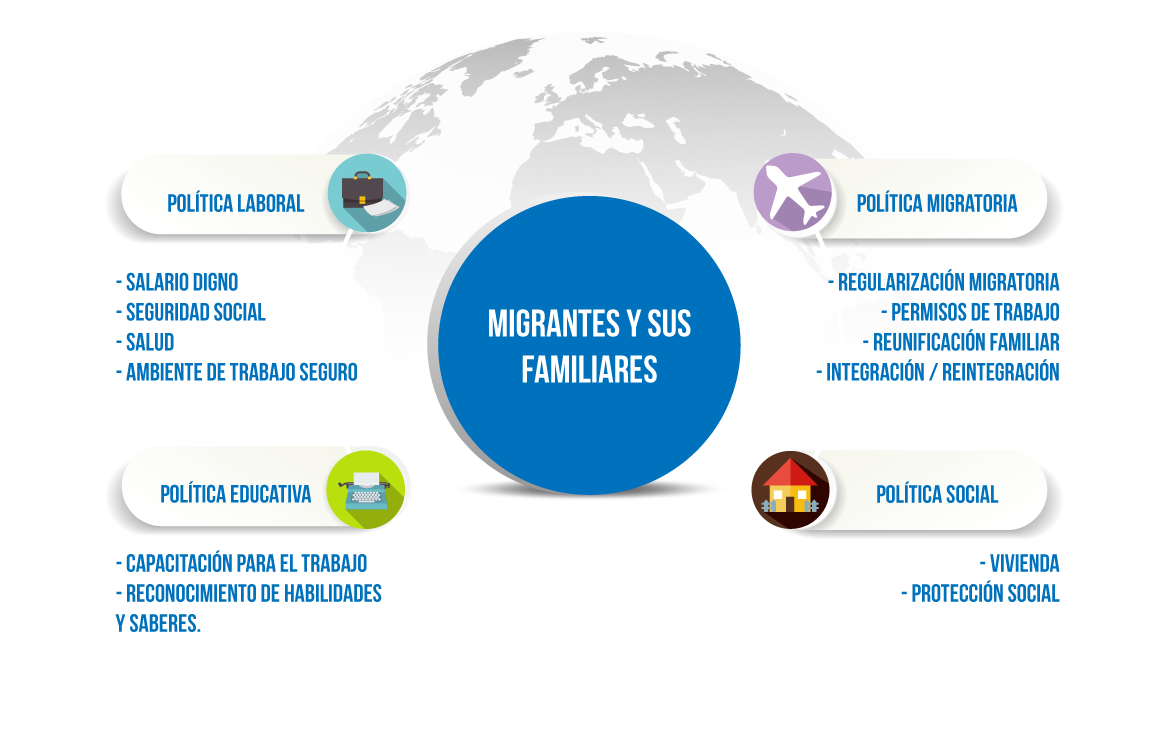 POLÍTICA LABORAL
- SALARIO DIGNO
- SEGURIDAD SOCIAL
- SALUD
- AMBIENTE DE TRABAJO SEGURO
POLÍTICA MIGRATORIA
- REGULARIZACIÓN MIGRATORIA
- PERMISOS DE TRABAJO
- REUNIFICACIÓN FAMILIAR
- INTEGRACIÓN / REINTEGRACIÓN
MIGRANTES Y SUS
FAMILIARES
POLÍTICA EDUCATIVA
- CAPACITACIÓN PARA EL TRABAJO
- RECONOCIMIENTO DE HABILIDADES
Y SABERES.
POLÍTICA SOCIAL
- VIVIENDA
- PROTECCIÓN SOCIAL